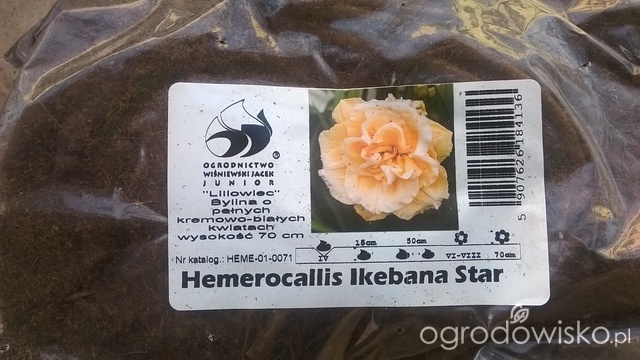 OGRODNICTWO
WIŚNIEWSKI JACEK
JUNIOR ®
"Liliowiec"
Bylina o
pełnych
kremowo-białych
kwiatach
wysokość 70 cm
Nr katalog.: HEME-01-0071
15cm 50cm
IV VI-VIII 70cm
Hemerocallis Ikebana Star
5 907626 184136
ogrodowisko.pl